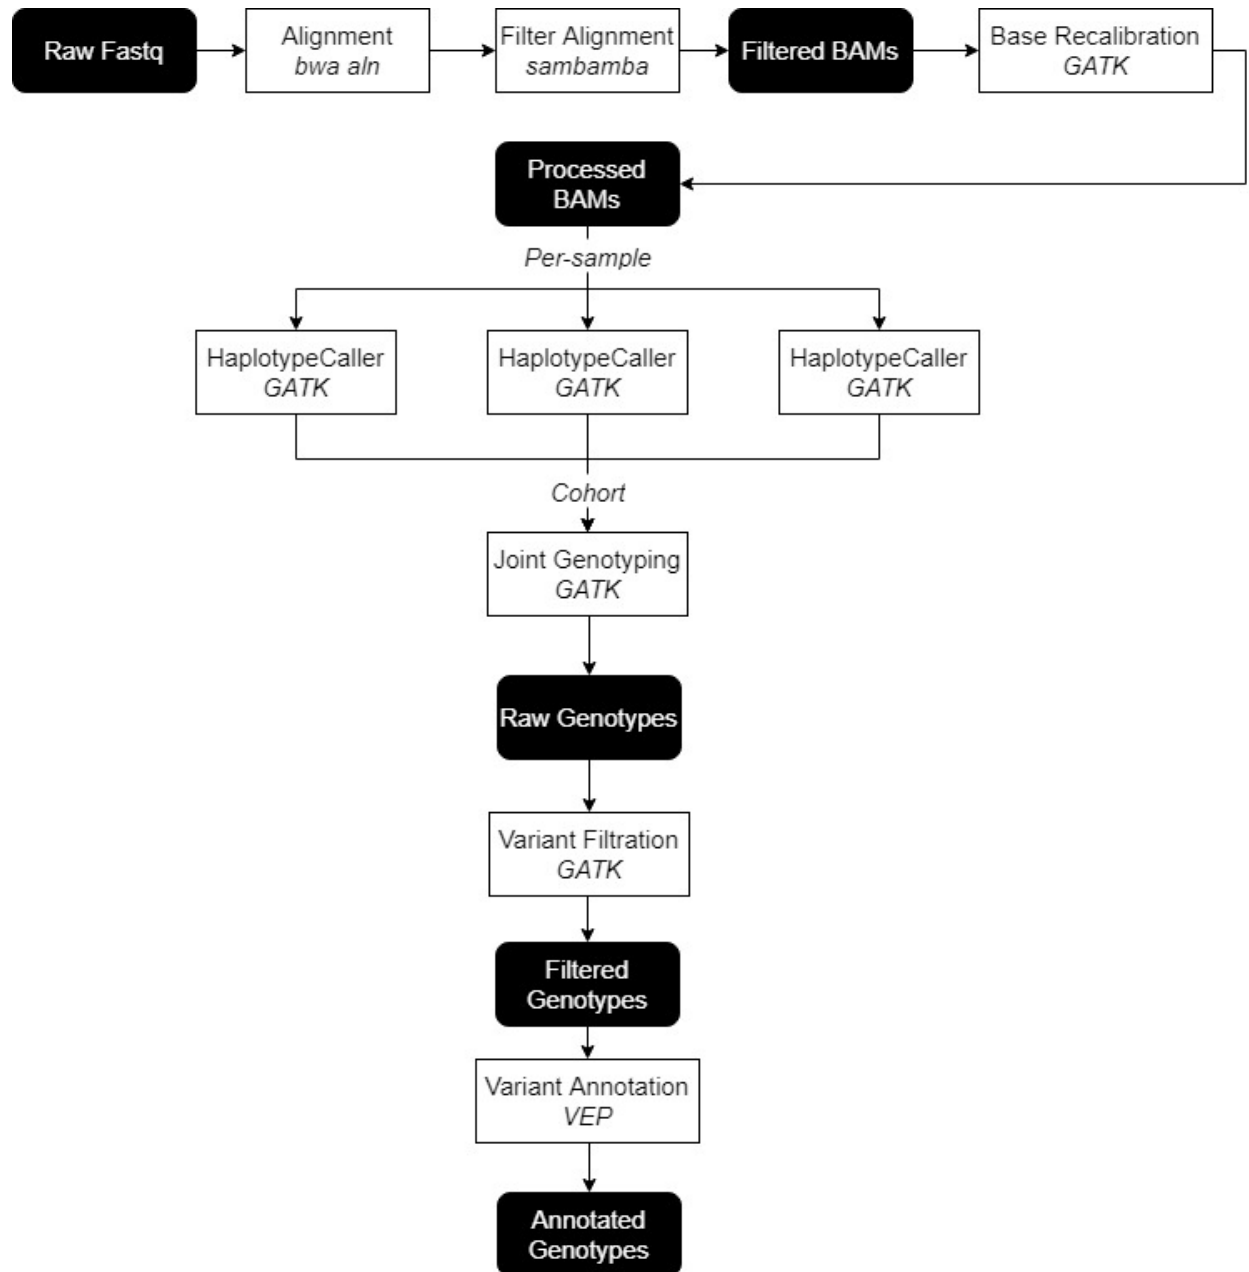 Raw Fastq
Alignment
bwa aln
Filter Alignment
sambamba
Filtered BAMs
Base Recalibration
GATK
Processed
BAMs
Per-sample
HaplotypeCaller
GATK
HaplotypeCaller
GATK
HaplotypeCaller
GATK
Cohort
Joint Genotyping
GATK
Raw Genotypes
Variant Filtration
GATK
Filtered
Genotypes
Variant Annotation
VEP
Annotated
Genotypes